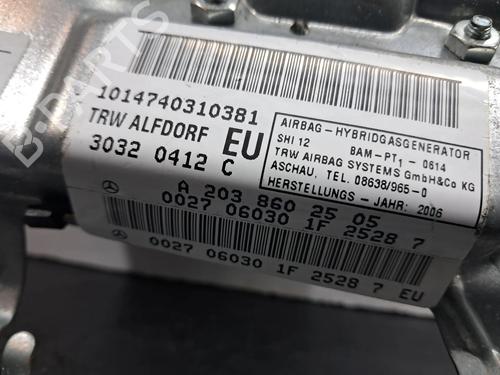 B-PARTS
1014740310381
TRW ALFDORF EU
3032 0412 C
AIRBAG - HYBRIDGASGENERATOR
SHI 12 BAM-PT1 - 0614
TRW AIRBAG SYSTEMS GmbH&Co KG
ASCHAU. TEL. 08638/965-0
HERSTELLUNGS - JAHR: 2006
A 203 860 25 05
0027 06030 1F 2528 7
0027 06030 1F 2528 7 EU